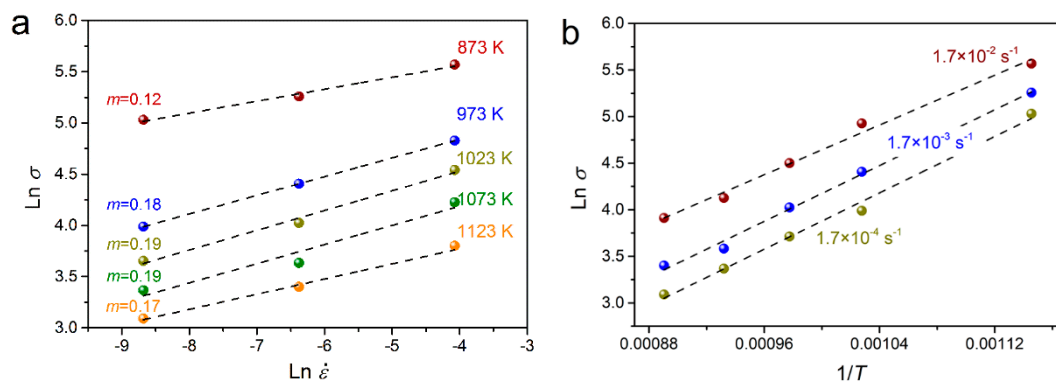 a
6.0
5.5
5.0
4.5
4.0
3.5
3.0
Ln σ
873 K
m=0.12
973 K
1023 K
m=0.18
1073 K
m=0.19
1123 K
m=0.19
m=0.17
-9 -8 -7 -6 -5 -4 -3
Ln ε̇
b
6.0
5.5
5.0
4.5
4.0
3.5
3.0
Ln σ
1.7×10⁻² s⁻¹
1.7×10⁻³ s⁻¹
1.7×10⁻⁴ s⁻¹
0.00088 0.00096 0.00104 0.00112
1/T